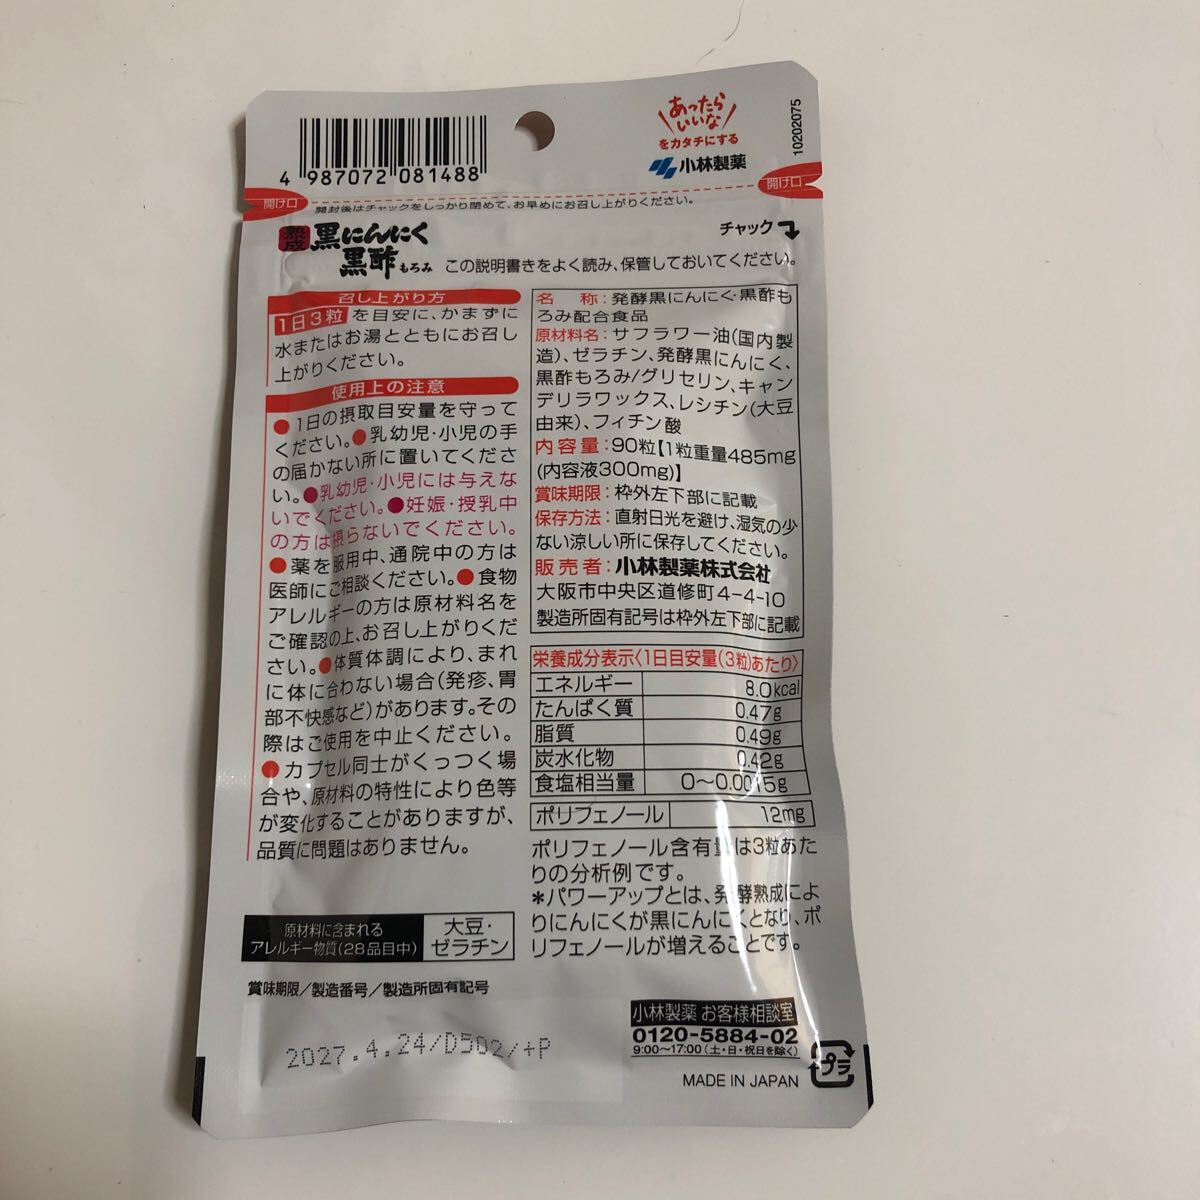 あったら
いいな
をカタチにする
小林製薬
10202075
4 987072 081488
開け口
開け口
開封後はチャックをしっかり閉めて、お早めにお召し上がりください。
チャック
熟成 黒にんにく
黒酢もろみ
この説明書きをよく読み、保管しておいてください。
召し上がり方
1日3粒を目安に、かまずに
水またはお湯とともにお召し
上がりください。
使用上の注意
●1日の摂取目安量を守って
ください。●乳幼児・小児の手
の届かない所に置いてくださ
い。●乳幼児・小児には与えな
いでください。●妊娠・授乳中
の方は摂らないでください。
●薬を服用中、通院中の方は
医師にご相談ください。●食物
アレルギーの方は原材料名を
ご確認の上、お召し上がりくだ
さい。●体質体調により、まれ
に体に合わない場合(発疹、胃
部不快感など)があります。その
際はご使用を中止ください。
●カプセル同士がくっつく場
合や、原材料の特性により色等
が変化することがありますが、
品質に問題はありません。
原材料に含まれる
アレルギー物質(28品目中)
大豆・
ゼラチン
賞味期限/製造番号/製造所固有記号
2027.4.24/D502/+P
名 称:発酵黒にんにく・黒酢も
ろみ配合食品
原材料名:サフラワー油(国内製
造)、ゼラチン、発酵黒にんにく、
黒酢もろみ/グリセリン、キャン
デリラワックス、レシチン(大豆
由来)、フィチン酸
内容量:90粒【1粒重量485mg
(内容液300mg)】
賞味期限:枠外左下部に記載
保存方法:直射日光を避け、湿気の少
ない涼しい所に保存してください。
販売者:小林製薬株式会社
大阪市中央区道修町4-4-10
製造所固有記号は枠外左下部に記載
栄養成分表示〈1日目安量(3粒)あたり〉
エネルギー 8.0kcal
たんぱく質 0.47g
脂質 0.49g
炭水化物 0.42g
食塩相当量 0〜0.0015g
ポリフェノール 12mg
ポリフェノール含有量は3粒あた
りの分析例です。
*パワーアップとは、発酵熟成によ
りにんにくが黒にんにくとなり、ポ
リフェノールが増えることです。
小林製薬 お客様相談室
0120-5884-02
9:00〜17:00(土・日・祝日を除く)
MADE IN JAPAN
プラ